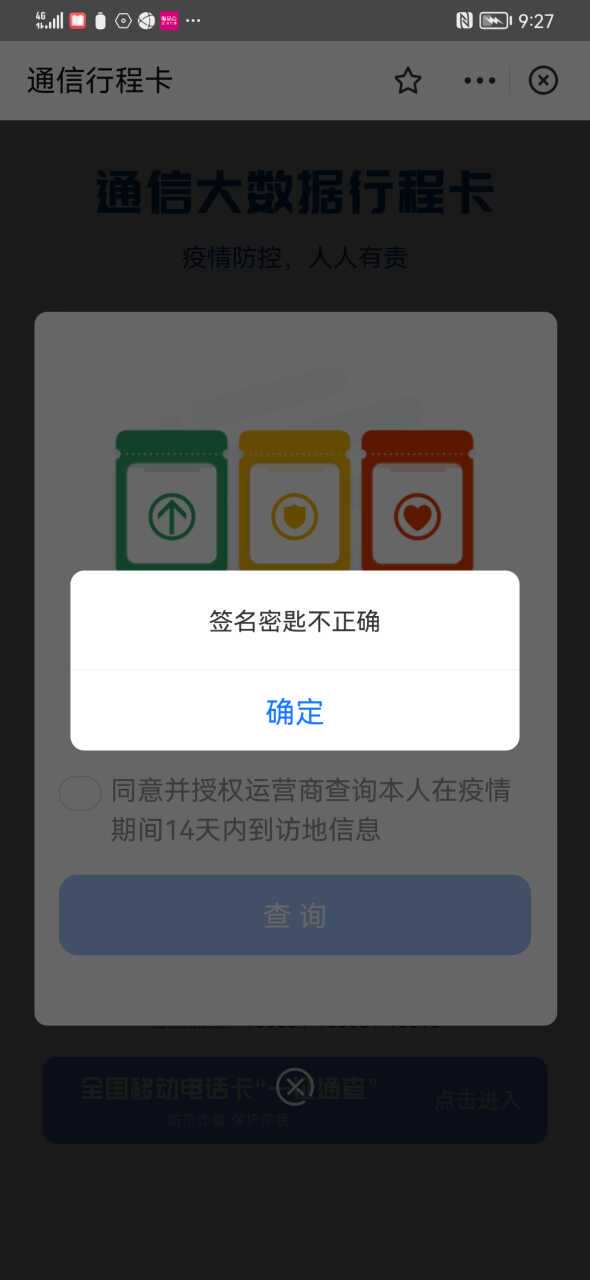 4G
9:27
通信行程卡
通信大数据行程卡
疫情防控，人人有责
签名密匙不正确
确定
同意并授权运营商查询本人在疫情
期间14天内到访地信息
查 询
全国移动电话卡“一 通查”
点击进入